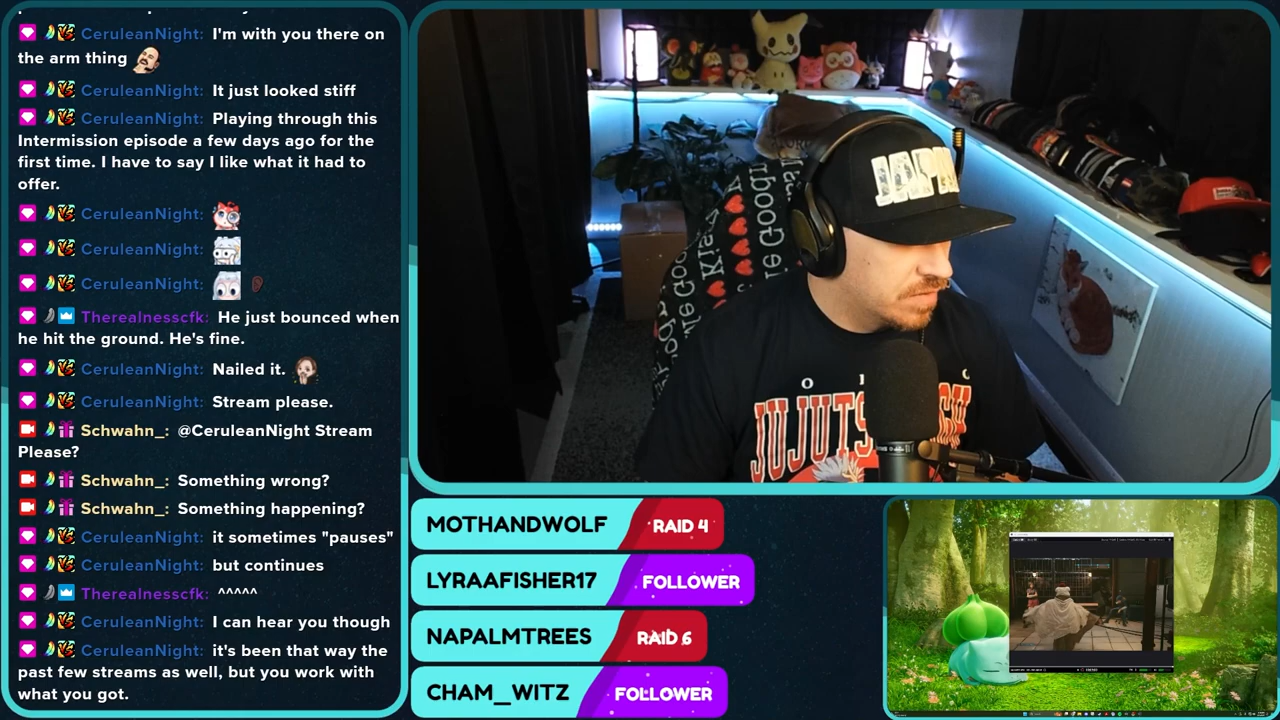 CeruleanNight: I'm with you there on
the arm thing
CeruleanNight: It just looked stiff
CeruleanNight: Playing through this
Intermission episode a few days ago for the
first time. I have to say I like what it had to
offer.
CeruleanNight:
CeruleanNight:
CeruleanNight:
Therealnesscfk: He just bounced when
he hit the ground. He's fine.
CeruleanNight: Nailed it.
CeruleanNight: Stream please.
Schwahn_: @CeruleanNight Stream
Please?
Schwahn_: Something wrong?
Schwahn_: Something happening?
CeruleanNight: it sometimes "pauses"
CeruleanNight: but continues
Therealnesscfk: ^^^^^
CeruleanNight: I can hear you though
CeruleanNight: it's been that way the
past few streams as well, but you work with
what you got.
MOTHANDWOLF RAID 4
LYRAAFISHER17 FOLLOWER
NAPALMTREES RAID 6
CHAM_WITZ FOLLOWER